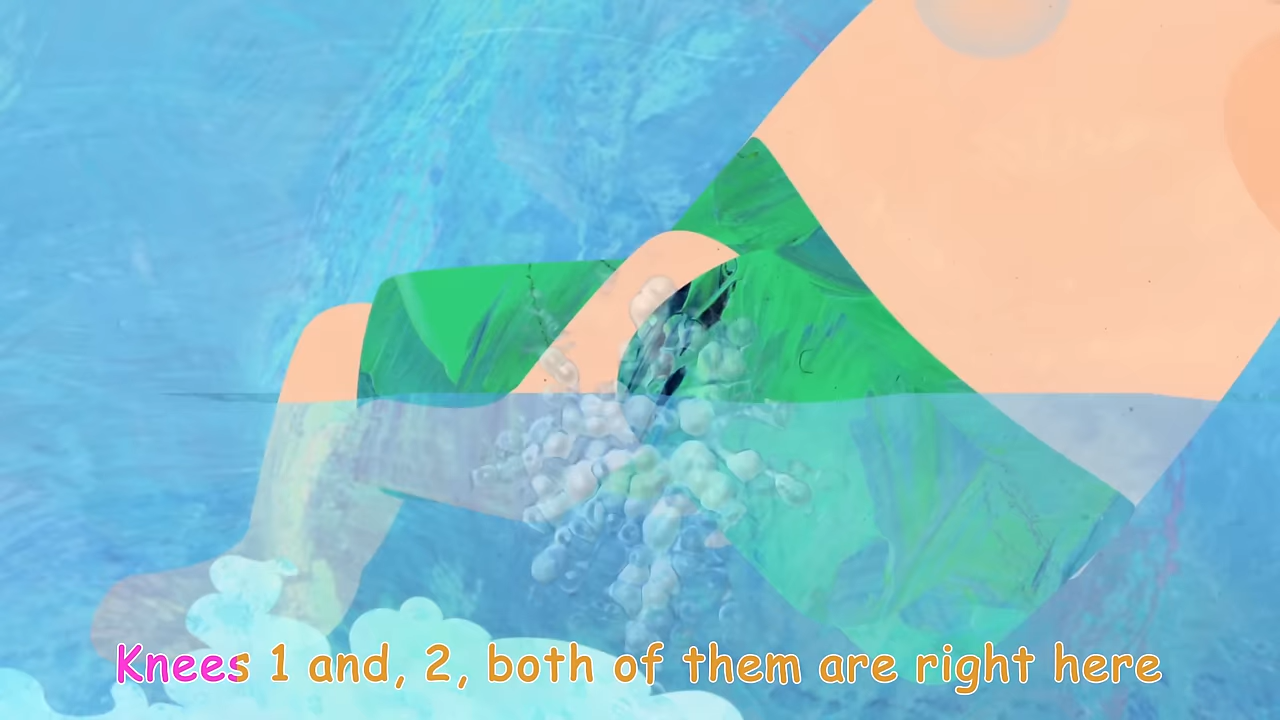 Knees 1 and, 2, both of them are right here